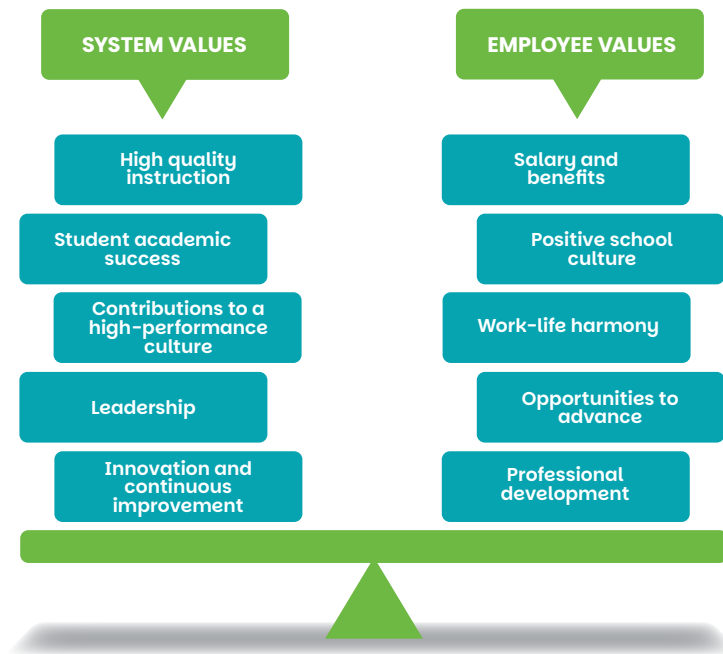 SYSTEM VALUES
High quality
instruction
Student academic
success
Contributions to a
high-performance
culture
Leadership
Innovation and
continuous
improvement
EMPLOYEE VALUES
Salary and
benefits
Positive school
culture
Work-life harmony
Opportunities to
advance
Professional
development